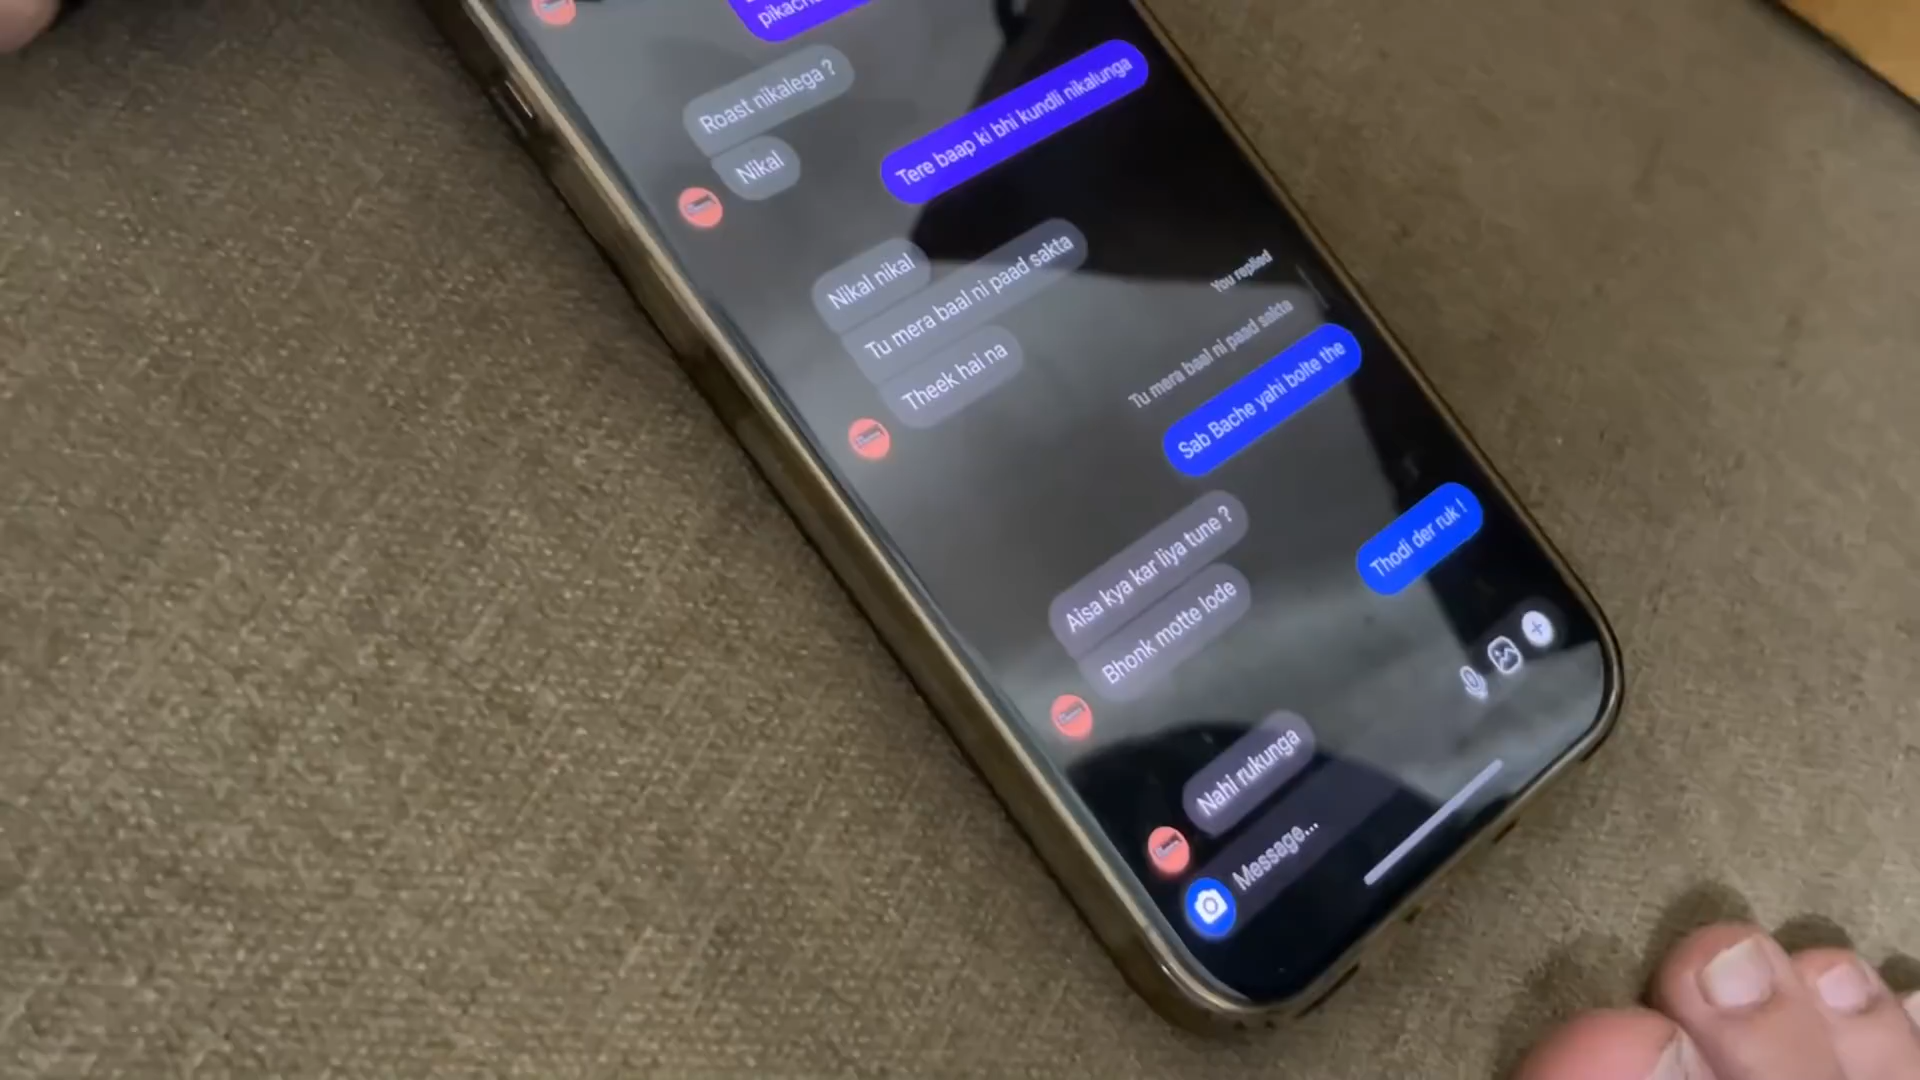 Roast nikalega ?
Nikal
Tere baap ki bhi kundli nikalunga
Nikal nikal
Tu mera baal ni paad sakta
Theek hai na
You replied
Tu mera baal ni paad sakta
Sab Bache yahi bolte the
Aisa kya kar liya tune ?
Bhonk motte lode
Thodi der ruk !
Nahi rukunga
Message...